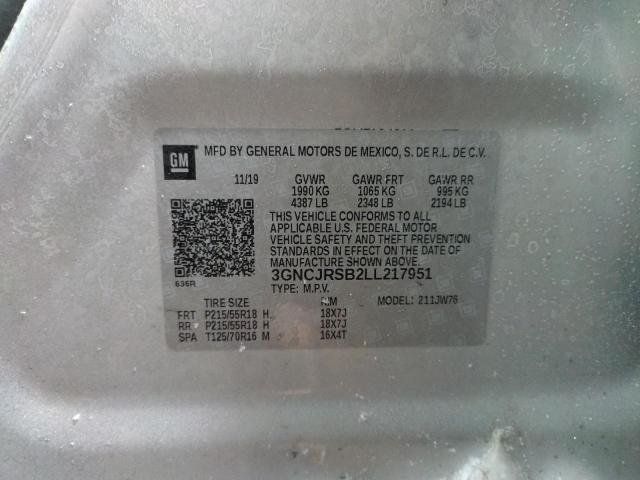 GM MFD BY GENERAL MOTORS DE MEXICO, S. DE R.L. DE C.V.
11/19 GVWR GAWR FRT GAWR RR
1990 KG 1065 KG 995 KG
4387 LB 2348 LB 2194 LB
THIS VEHICLE CONFORMS TO ALL
APPLICABLE U.S. FEDERAL MOTOR
VEHICLE SAFETY AND THEFT PREVENTION
STANDARDS IN EFFECT ON THE DATE OF
MANUFACTURE SHOWN ABOVE.
3GNCJRSB2LL217951
636R TYPE: M.P.V.
TIRE SIZE RIM MODEL: 211JW76
FRT P215/55R18 H 18X7J
RR P215/55R18 H 18X7J
SPA T125/70R16 M 16X4T